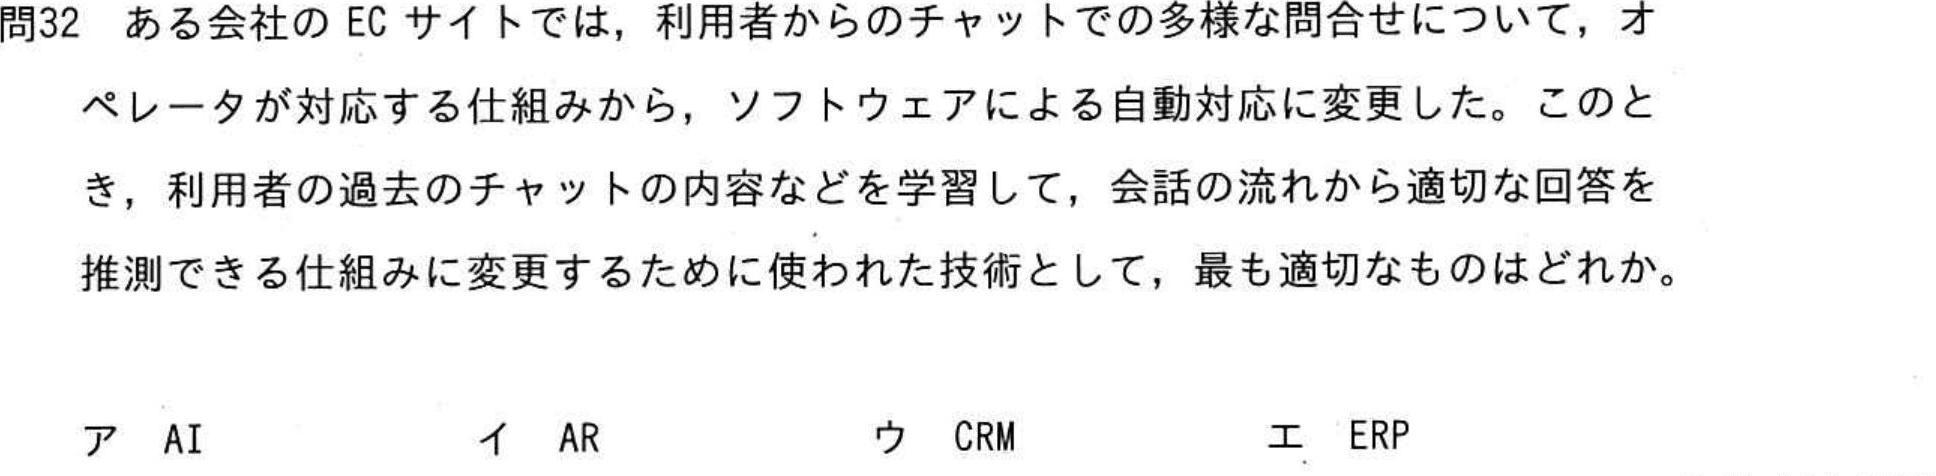 問32 ある会社の EC サイトでは，利用者からのチャットでの多様な問合せについて，オ
ペレータが対応する仕組みから，ソフトウェアによる自動対応に変更した。このと
き，利用者の過去のチャットの内容などを学習して，会話の流れから適切な回答を
推測できる仕組みに変更するために使われた技術として，最も適切なものはどれか。
ア AI イ AR ウ CRM エ ERP